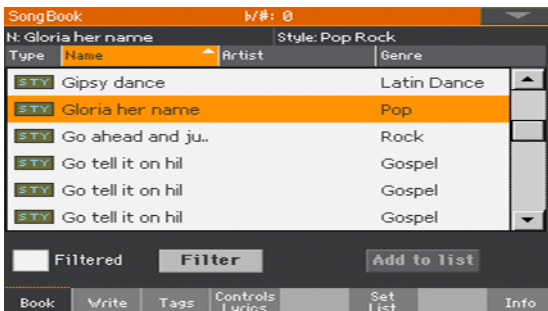 SongBook ♭/#: 0
N: Gloria her name Style: Pop Rock
Type Name Artist Genre
STY Gipsy dance Latin Dance
STY Gloria her name Pop
STY Go ahead and ju.. Rock
STY Go tell it on hil Gospel
STY Go tell it on hil Gospel
STY Go tell it on hil Gospel
Filtered Filter Add to list
Book Write Tags Controls Lyrics Set List Info